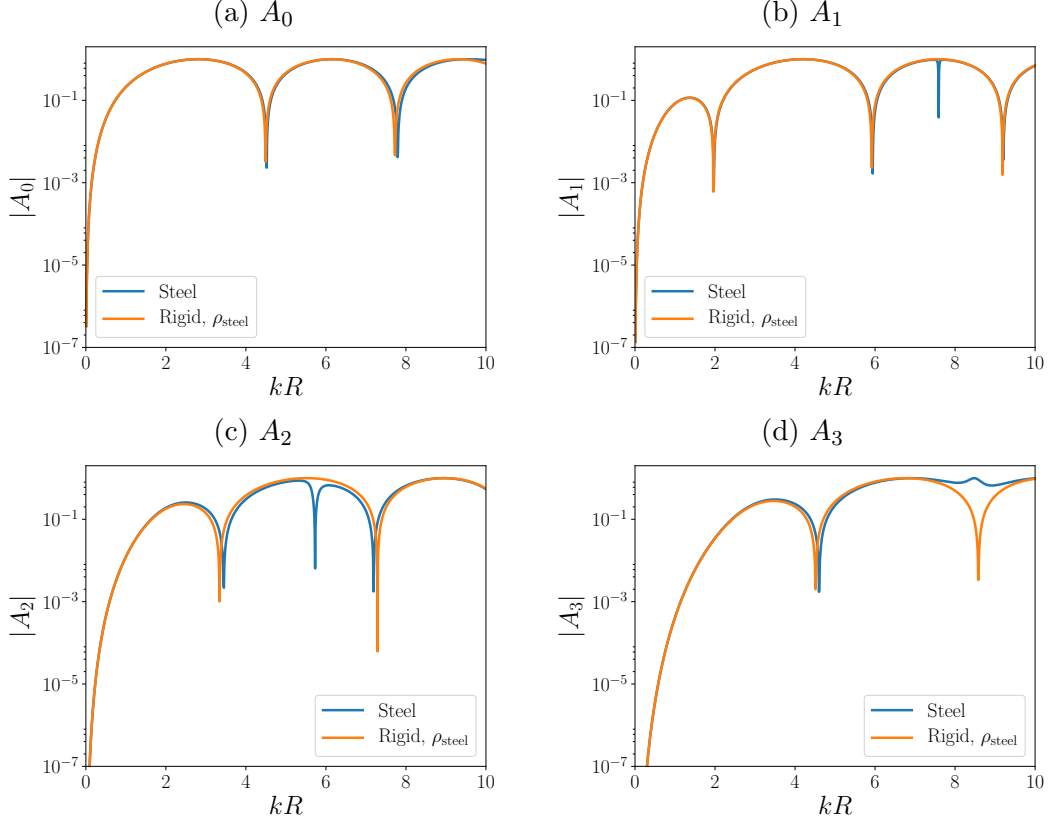 (a) A₀
|A₀|
10⁻¹
10⁻³
10⁻⁵
10⁻⁷
Steel
Rigid, ρsteel
0 2 4 6 8 10
kR
(b) A₁
|A₁|
10⁻¹
10⁻³
10⁻⁵
10⁻⁷
Steel
Rigid, ρsteel
0 2 4 6 8 10
kR
(c) A₂
|A₂|
10⁻¹
10⁻³
10⁻⁵
10⁻⁷
Steel
Rigid, ρsteel
0 2 4 6 8 10
kR
(d) A₃
|A₃|
10⁻¹
10⁻³
10⁻⁵
10⁻⁷
Steel
Rigid, ρsteel
0 2 4 6 8 10
kR